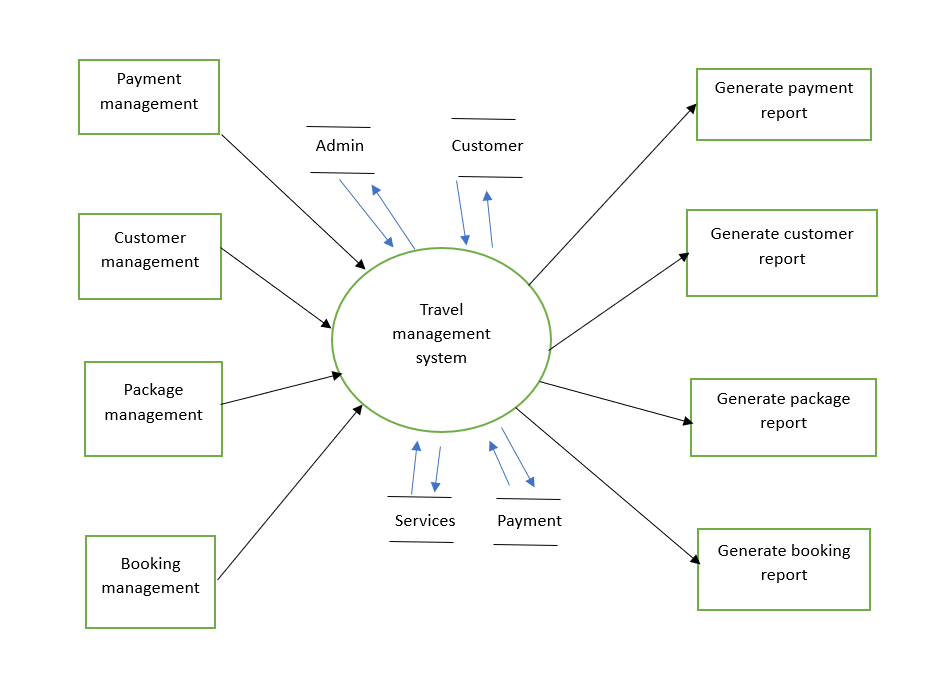 Payment
management
Generate payment
report
Admin
Customer
Customer
management
Generate customer
report
Travel
management
system
Package
management
Generate package
report
Services
Payment
Booking
management
Generate booking
report